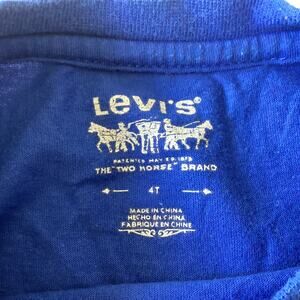 Levi's®
PATENTED MAY 20 1873
THE "TWO HORSE" BRAND
4T
MADE IN CHINA
HECHO EN CHINA
FABRIQUÉ EN CHINE